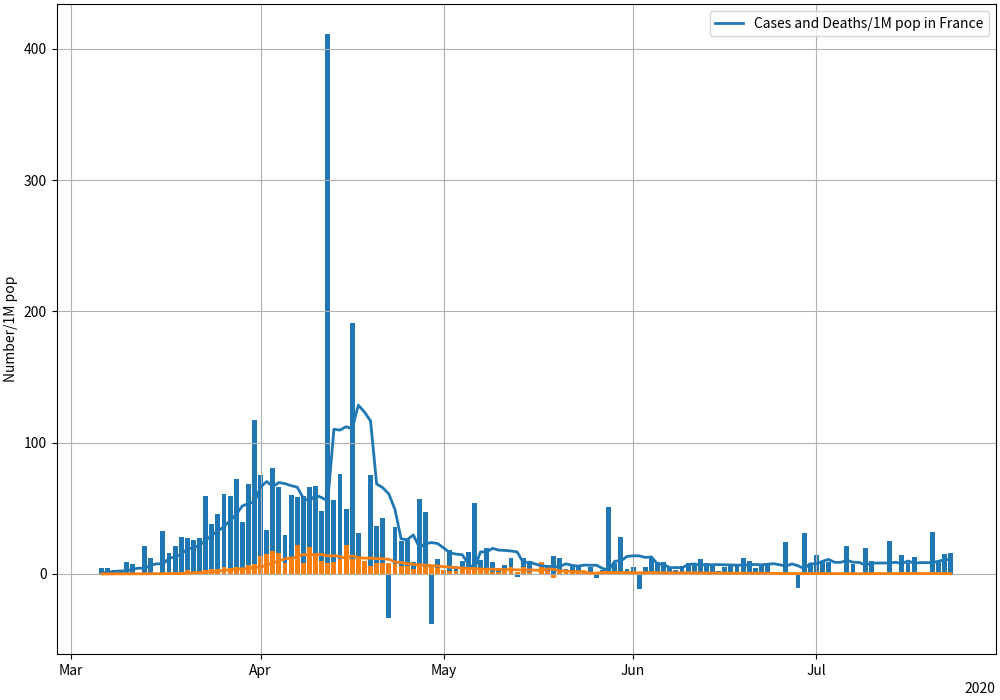 Cases and Deaths/1M pop in France
Number/1M pop
400
300
200
100
0
Mar
Apr
May
Jun
Jul
2020